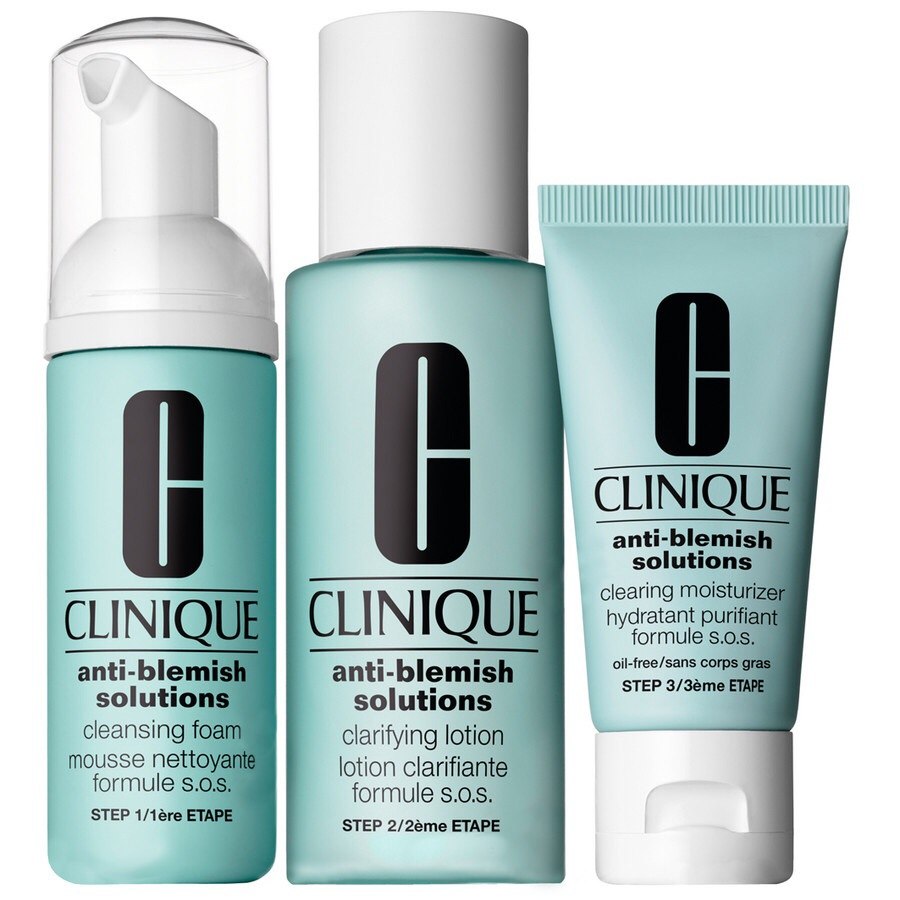 C
CLINIQUE
anti-blemish
solutions
cleansing foam
mousse nettoyante
formule s.o.s.
STEP 1/1ère ETAPE
C
CLINIQUE
anti-blemish
solutions
clarifying lotion
lotion clarifiante
formule s.o.s.
STEP 2/2ème ETAPE
C
CLINIQUE
anti-blemish
solutions
clearing moisturizer
hydratant purifiant
formule s.o.s.
oil-free/sans corps gras
STEP 3/3ème ETAPE